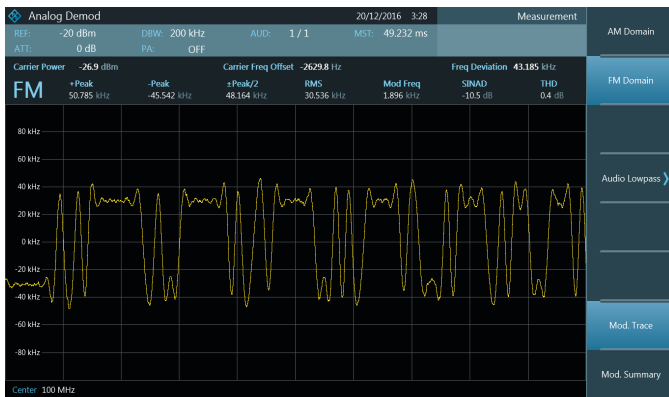 Analog Demod 20/12/2016 3:28 Measurement
REF: -20 dBm DBW: 200 kHz AUD: 1 / 1 MST: 49.232 ms
ATT: 0 dB PA: OFF
Carrier Power -26.9 dBm Carrier Freq Offset -2629.8 Hz Freq Deviation 43.185 kHz
FM +Peak -Peak ±Peak/2 RMS Mod Freq SINAD THD
50.785 kHz -45.542 kHz 48.164 kHz 30.536 kHz 1.896 kHz -10.5 dB 0.4 dB
80 kHz
60 kHz
40 kHz
20 kHz
0 kHz
-20 kHz
-40 kHz
-60 kHz
-80 kHz
Center 100 MHz
AM Domain
FM Domain
Audio Lowpass
Mod. Trace
Mod. Summary